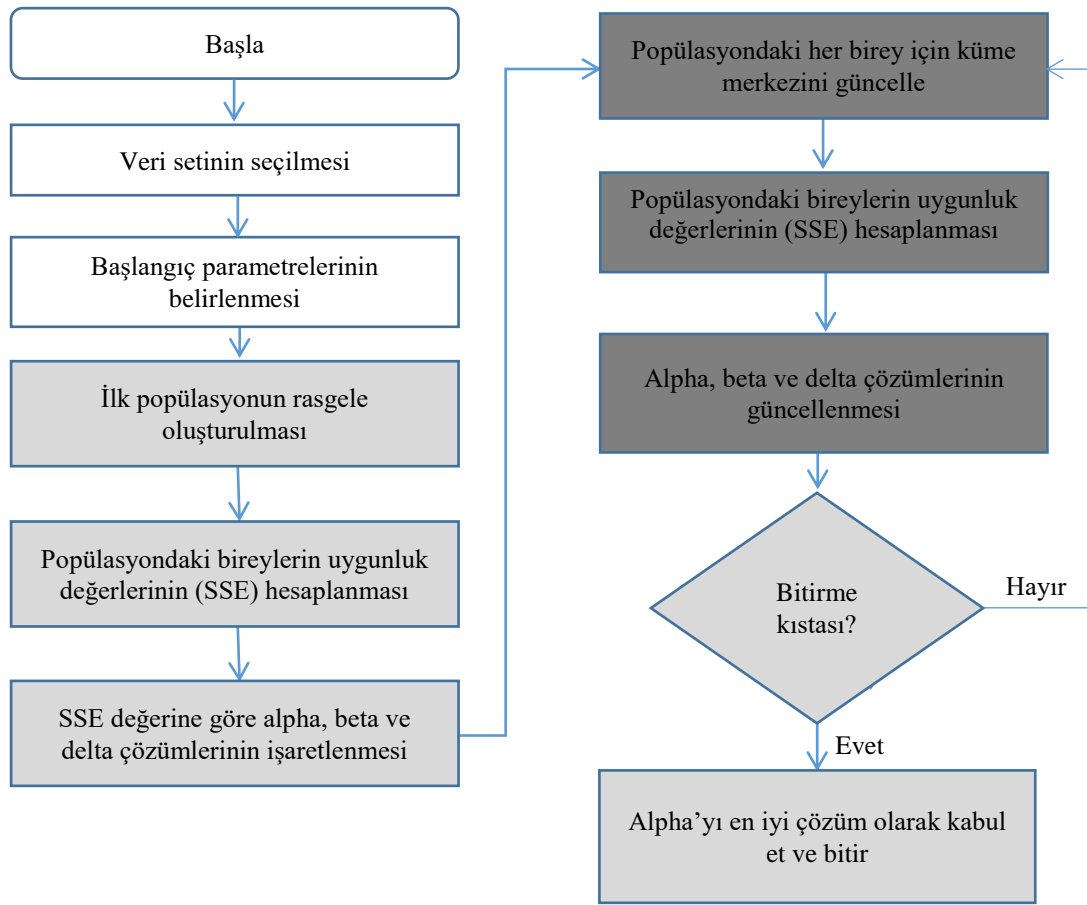 Başla
Veri setinin seçilmesi
Başlangıç parametrelerinin
belirlenmesi
İlk popülasyonun rasgele
oluşturulması
Popülasyondaki bireylerin uygunluk
değerlerinin (SSE) hesaplanması
SSE değerine göre alpha, beta ve
delta çözümlerinin işaretlenmesi
Popülasyondaki her birey için küme
merkezini güncelle
Popülasyondaki bireylerin uygunluk
değerlerinin (SSE) hesaplanması
Alpha, beta ve delta çözümlerinin
güncellenmesi
Bitirme
kıstası?
Hayır
Evet
Alpha’yı en iyi çözüm olarak kabul
et ve bitir